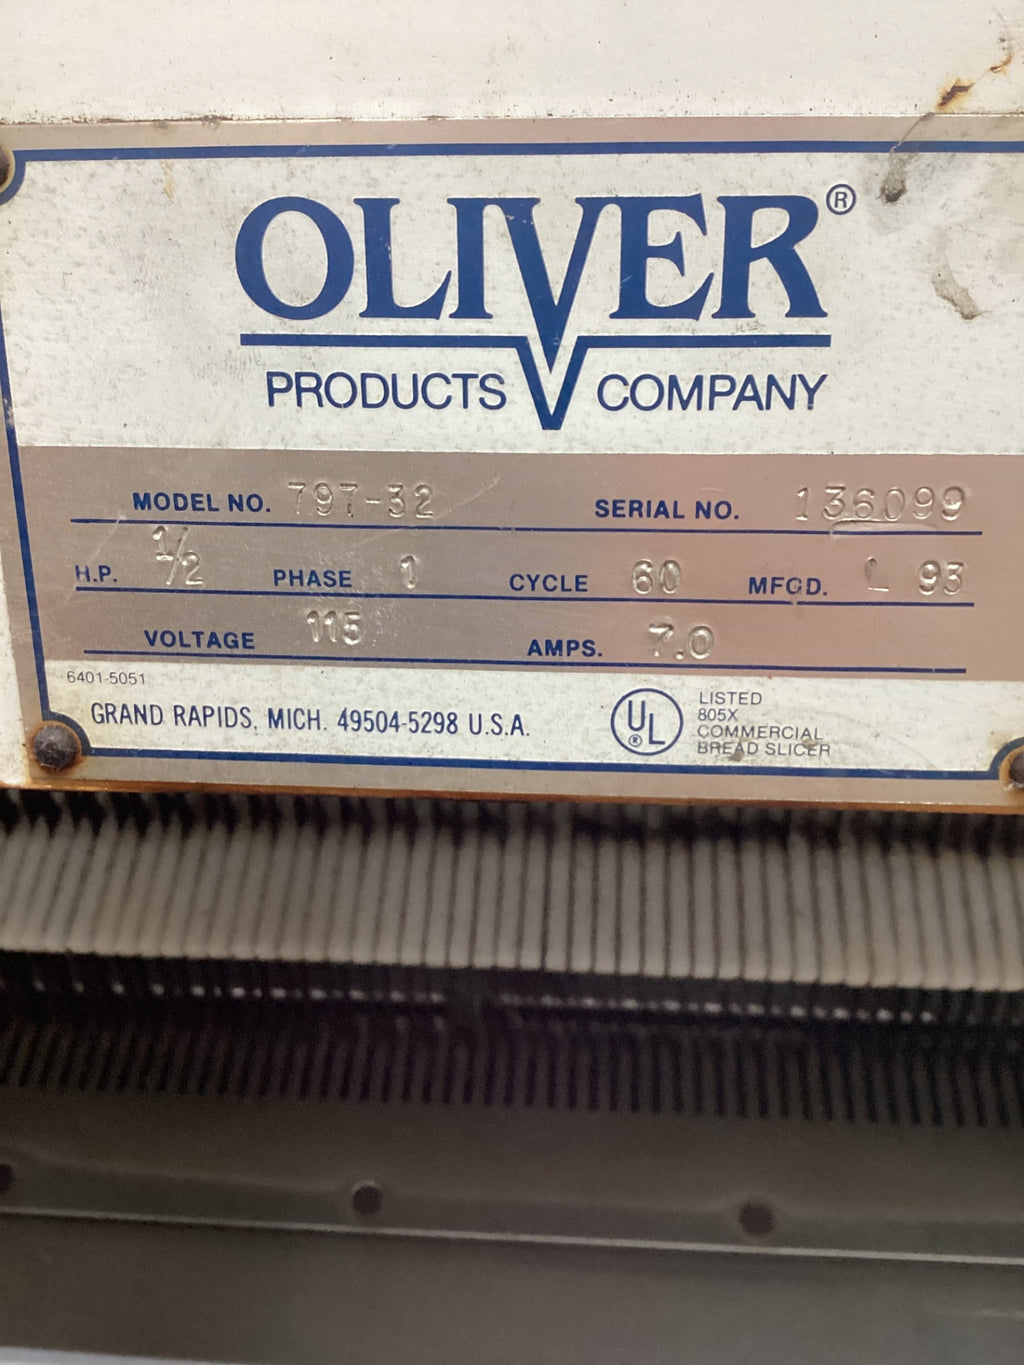 OLIVER®
PRODUCTS COMPANY
MODEL NO. 797-32 SERIAL NO. 136099
H.P. 1/2 PHASE 1 CYCLE 60 MFGD. L 93
VOLTAGE 115 AMPS. 7.0
6401-5051
GRAND RAPIDS, MICH. 49504-5298 U.S.A.
UL®
LISTED
805X
COMMERCIAL
BREAD SLICER